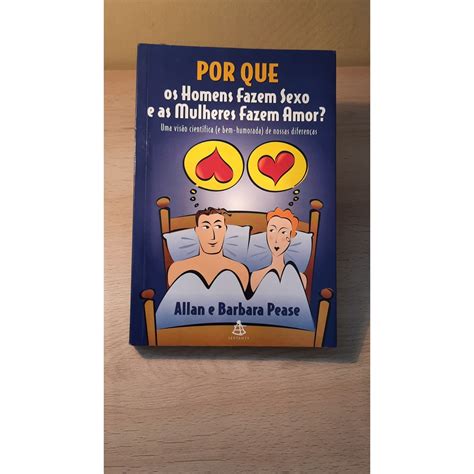 POR QUE
os Homens Fazem Sexo
e as Mulheres Fazem Amor?
Uma visão científica (e bem-humorada) de nossas diferenças
Allan e Barbara Pease
SEXTANTE